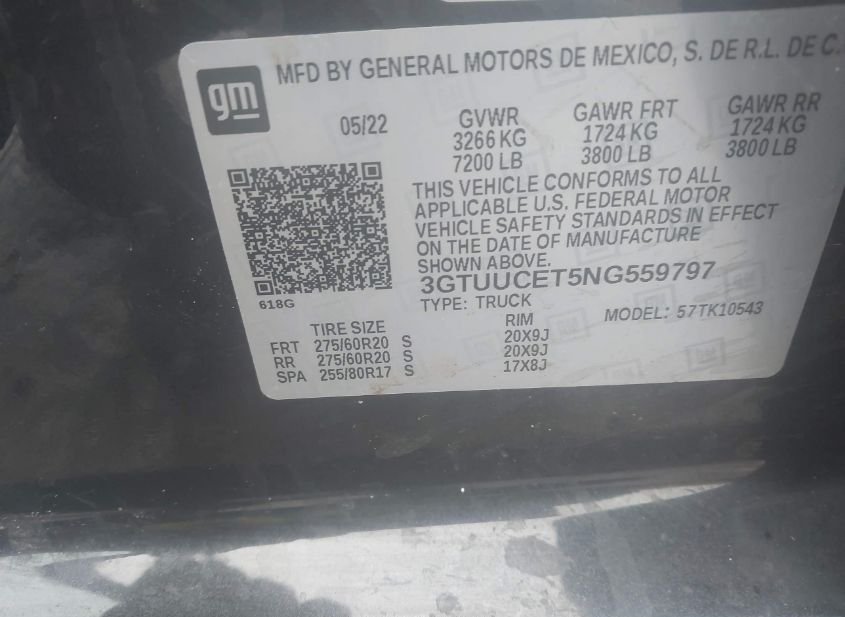 gm
MFD BY GENERAL MOTORS DE MEXICO, S. DE R.L. DE C.
05/22
GVWR GAWR FRT GAWR RR
3266 KG 1724 KG 1724 KG
7200 LB 3800 LB 3800 LB
THIS VEHICLE CONFORMS TO ALL
APPLICABLE U.S. FEDERAL MOTOR
VEHICLE SAFETY STANDARDS IN EFFECT
ON THE DATE OF MANUFACTURE
SHOWN ABOVE.
3GTUUCET5NG559797
618G
TYPE: TRUCK
MODEL: 57TK10543
TIRE SIZE RIM
FRT 275/60R20 S 20X9J
RR 275/60R20 S 20X9J
SPA 255/80R17 S 17X8J